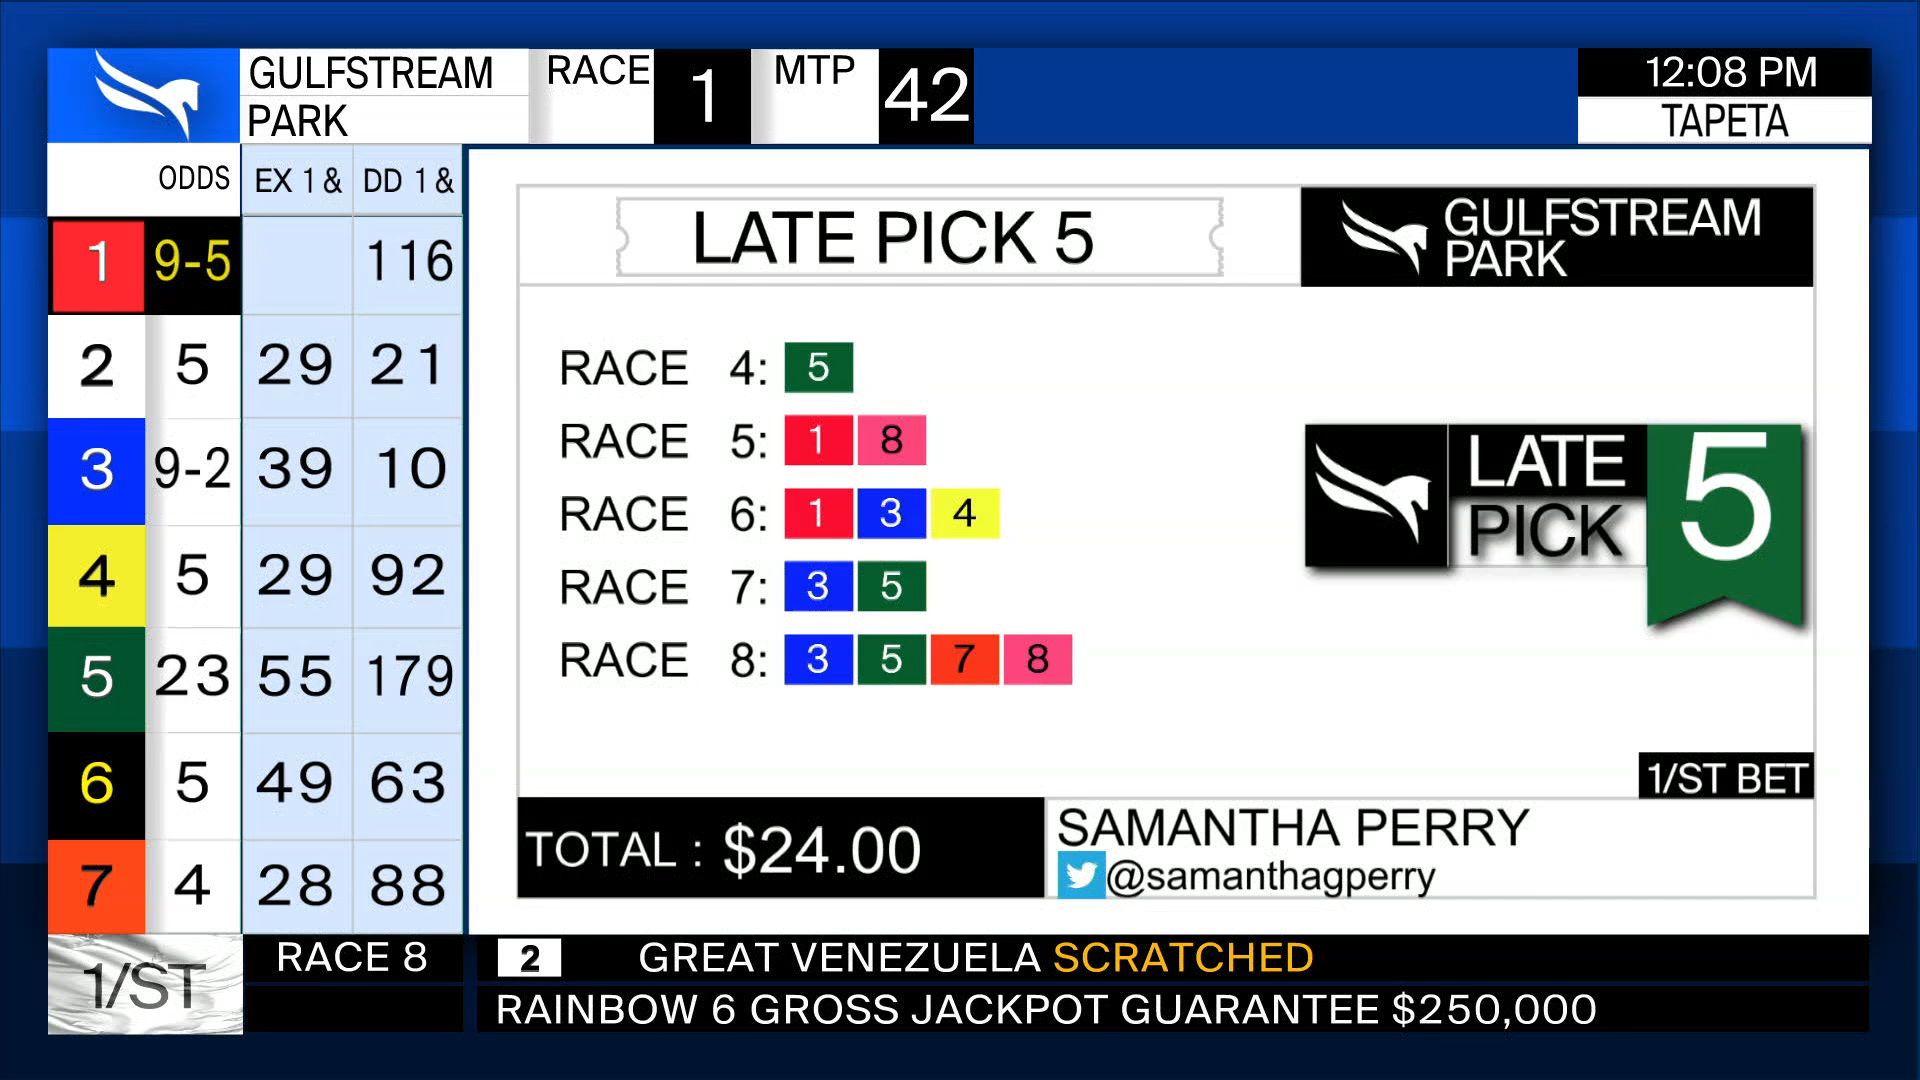 GULFSTREAM
PARK
RACE 1 MTP 42
12:08 PM
TAPETA
ODDS EX 1 & DD 1 &
1 9-5 116
2 5 29 21
3 9-2 39 10
4 5 29 92
5 23 55 179
6 5 49 63
7 4 28 88
LATE PICK 5
GULFSTREAM
PARK
RACE 4: 5
RACE 5: 1 8
RACE 6: 1 3 4
RACE 7: 3 5
RACE 8: 3 5 7 8
LATE
PICK
5
1/ST BET
TOTAL : $24.00
SAMANTHA PERRY
@samanthagperry
1/ST
RACE 8
2 GREAT VENEZUELA SCRATCHED
RAINBOW 6 GROSS JACKPOT GUARANTEE $250,000